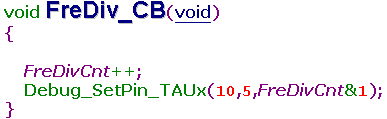 void FreDiv_CB(void)
{
FreDivCnt++;
Debug_SetPin_TAUx(10,5,FreDivCnt&1);
}